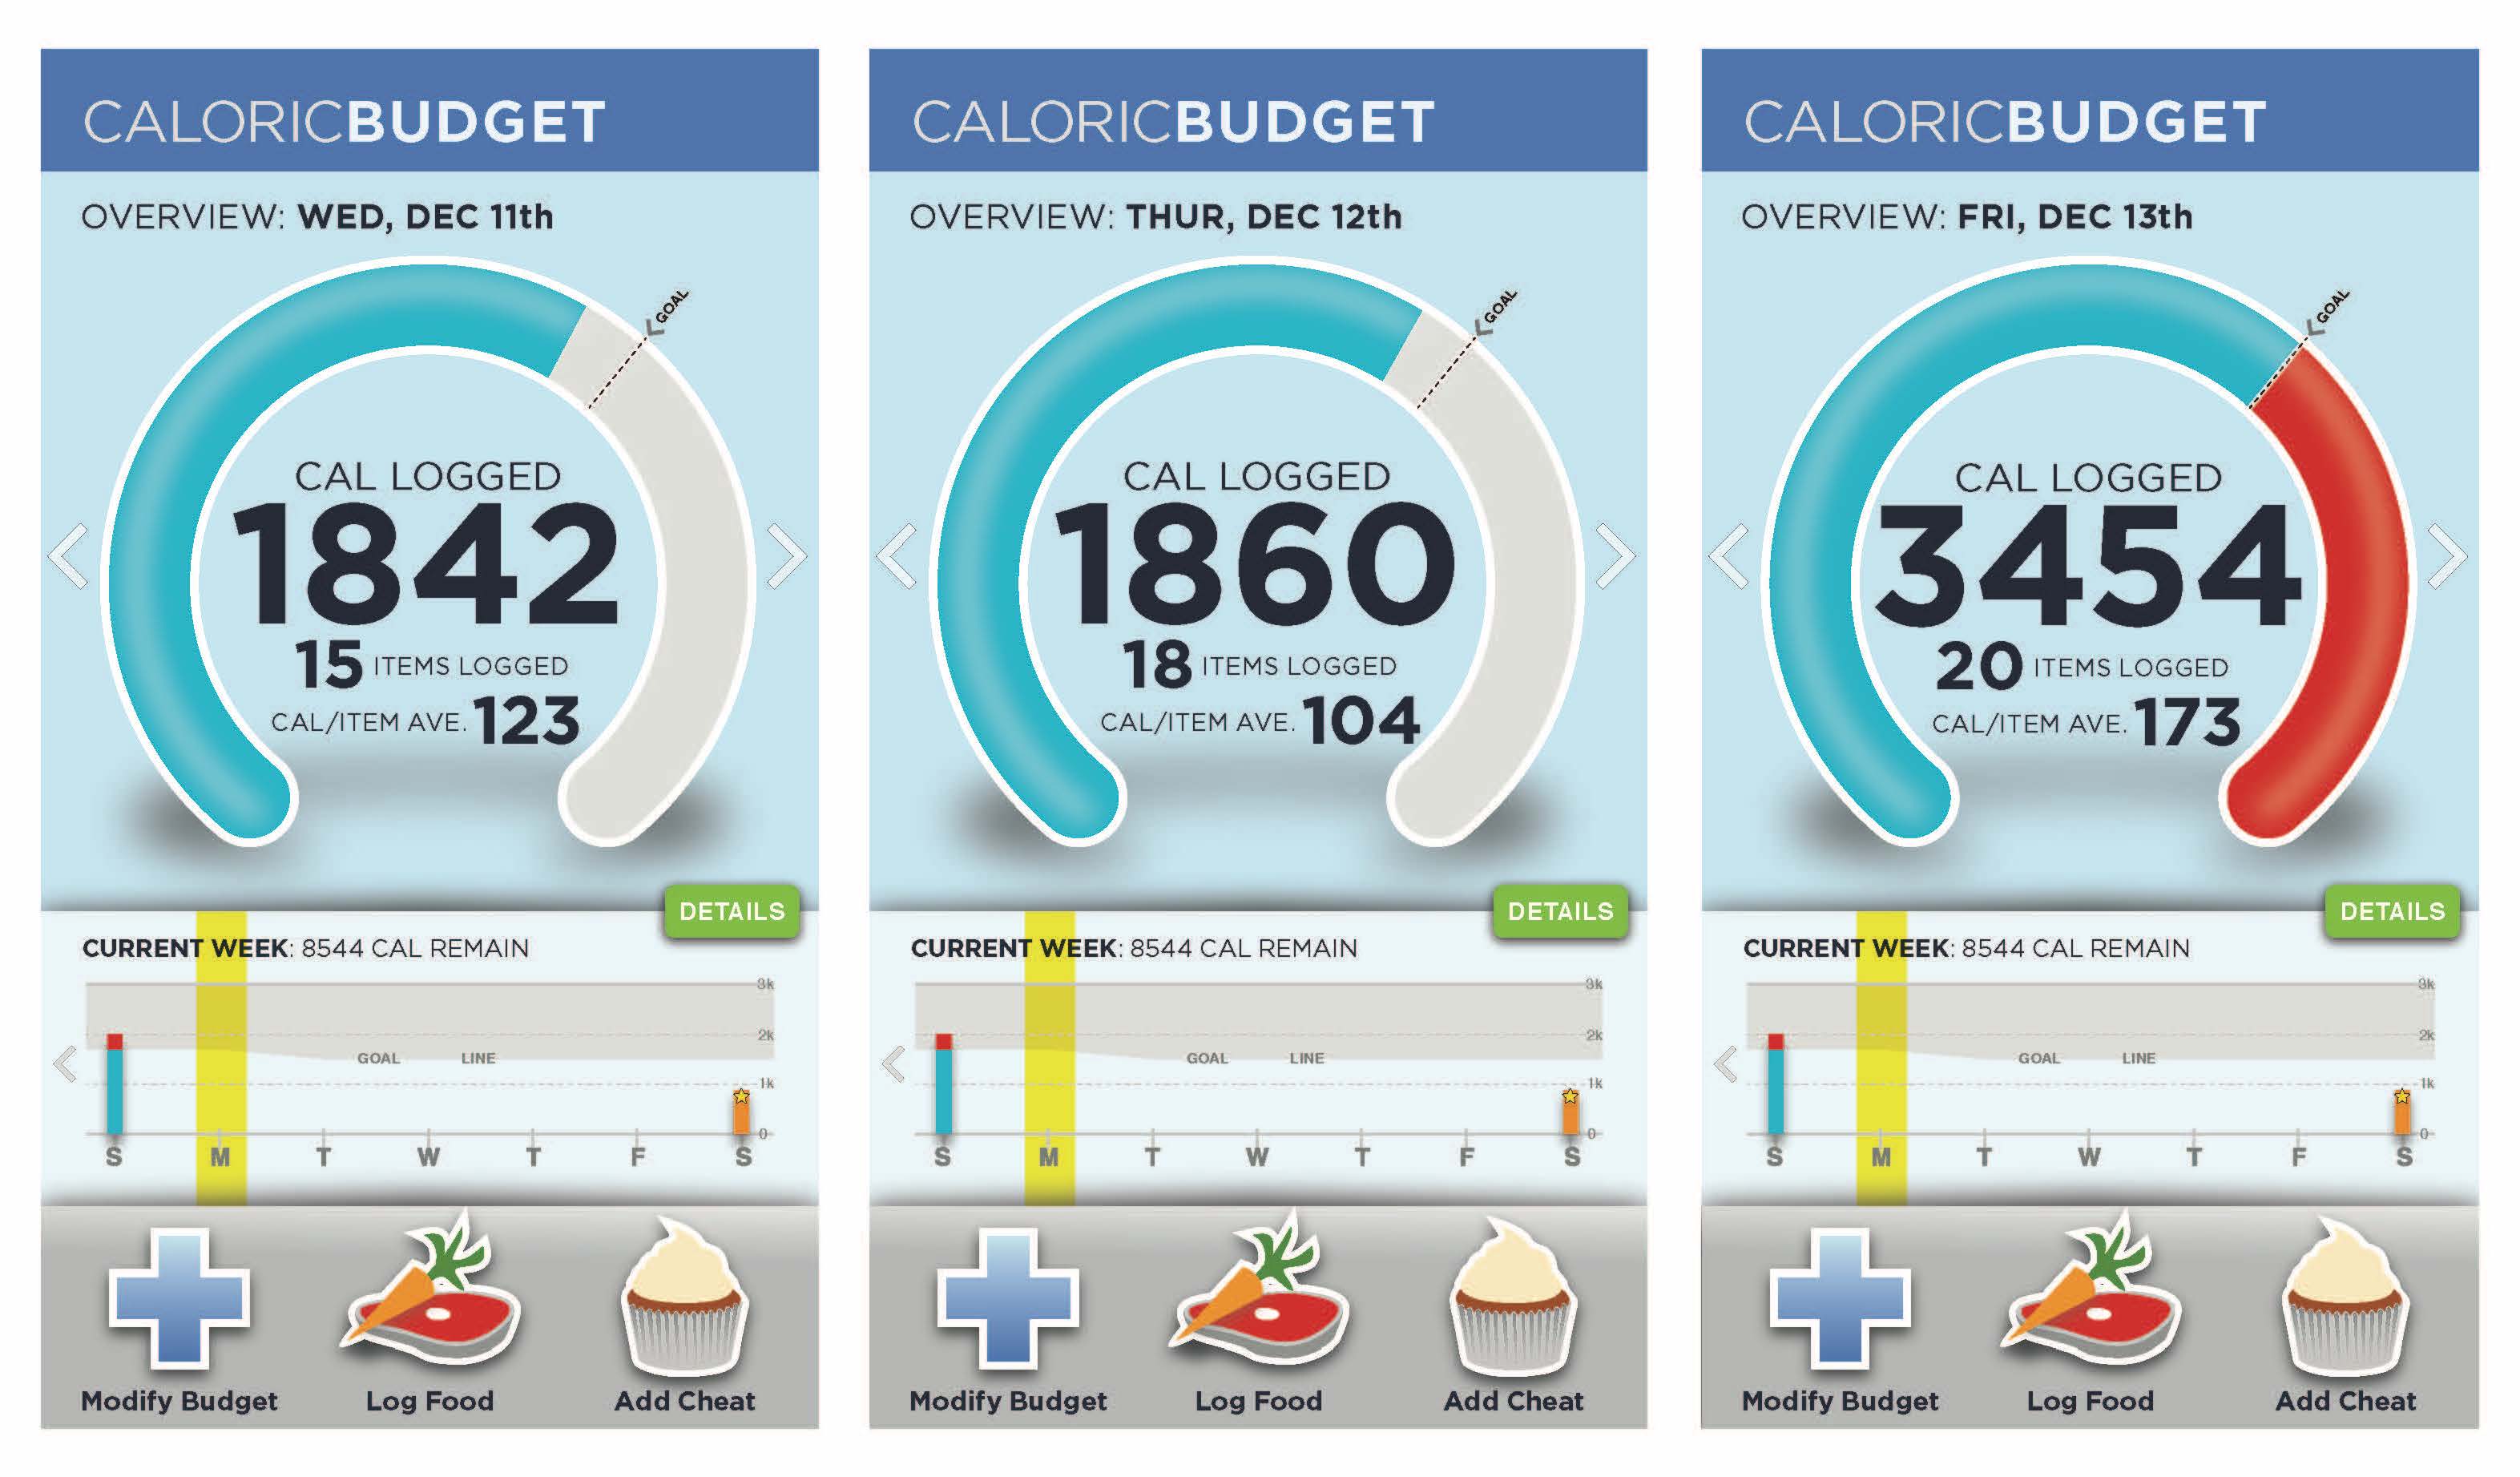 CALORICBUDGET
OVERVIEW: WED, DEC 11th
GOAL
CAL LOGGED
1842
15 ITEMS LOGGED
CAL/ITEM AVE. 123
DETAILS
CURRENT WEEK: 8544 CAL REMAIN
3k
2k
GOAL LINE
1k
0
S M T W T F S
Modify Budget Log Food Add Cheat
CALORICBUDGET
OVERVIEW: THUR, DEC 12th
GOAL
CAL LOGGED
1860
18 ITEMS LOGGED
CAL/ITEM AVE. 104
DETAILS
CURRENT WEEK: 8544 CAL REMAIN
3k
2k
GOAL LINE
1k
0
S M T W T F S
Modify Budget Log Food Add Cheat
CALORICBUDGET
OVERVIEW: FRI, DEC 13th
GOAL
CAL LOGGED
3454
20 ITEMS LOGGED
CAL/ITEM AVE. 173
DETAILS
CURRENT WEEK: 8544 CAL REMAIN
3k
2k
GOAL LINE
1k
0
S M T W T F S
Modify Budget Log Food Add Cheat